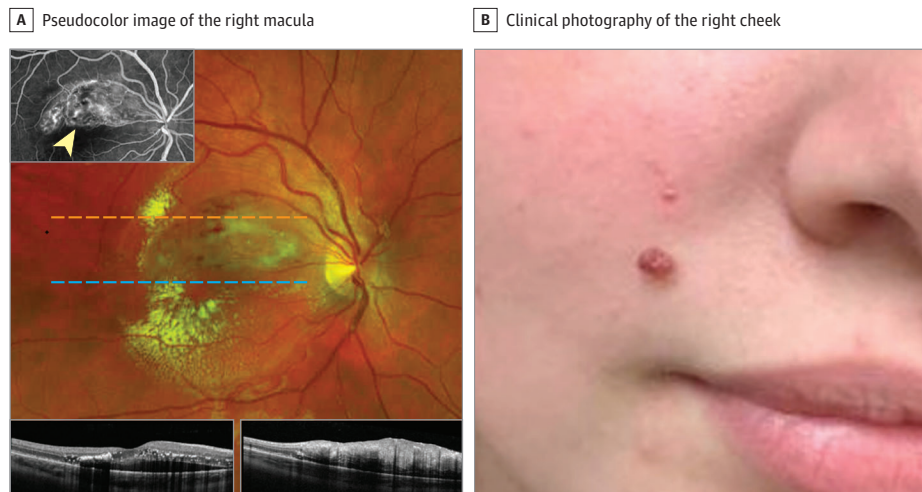 A Pseudocolor image of the right macula
B Clinical photography of the right cheek